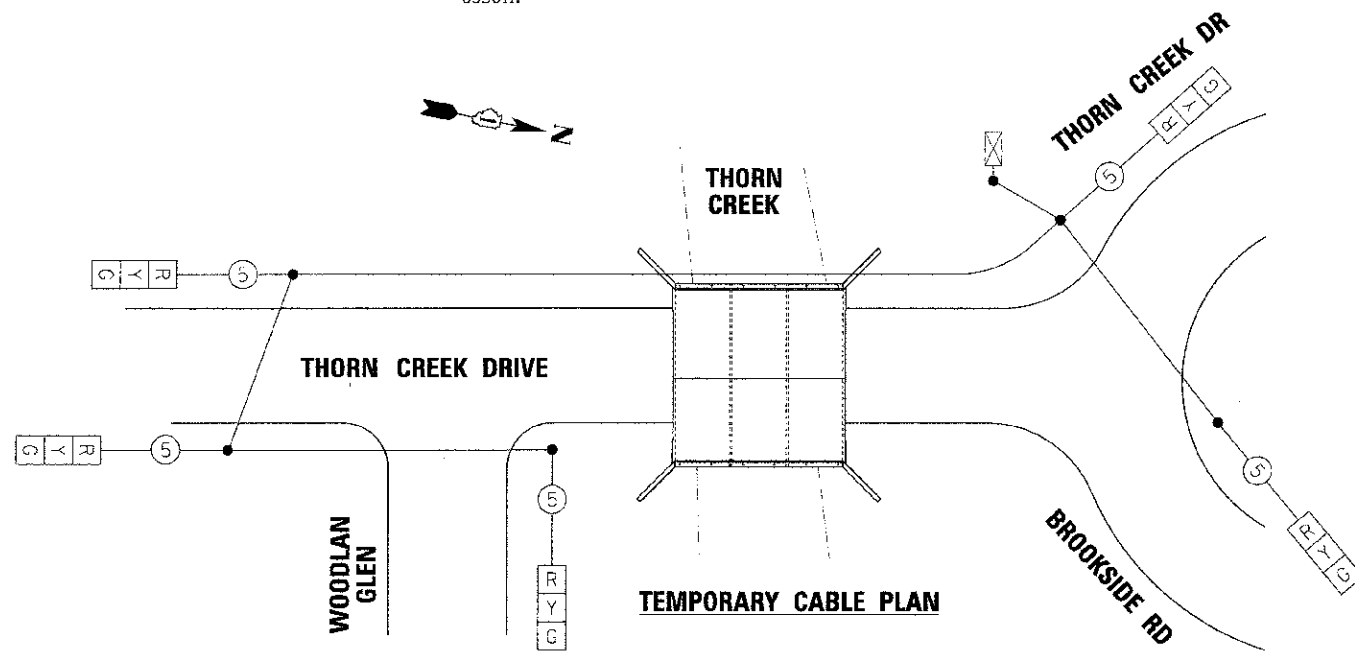 THORN CREEK DR
R Y G
5
N
THORN
CREEK
R Y G
5
THORN CREEK DRIVE
R Y G
5
5
R
Y
G
WOODLAN
GLEN
TEMPORARY CABLE PLAN
BROOKSIDE RD
5
R Y G